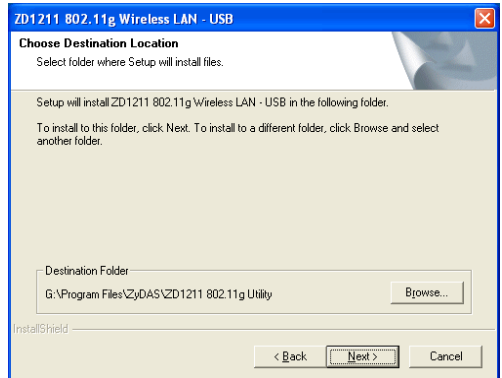 ZD1211 802.11g Wireless LAN - USB
Choose Destination Location
Select folder where Setup will install files.
Setup will install ZD1211 802.11g Wireless LAN - USB in the following folder.
To install to this folder, click Next. To install to a different folder, click Browse and select
another folder.
Destination Folder
G:\Program Files\ZyDAS\ZD1211 802.11g Utility
Browse...
InstallShield
< Back
Next >
Cancel